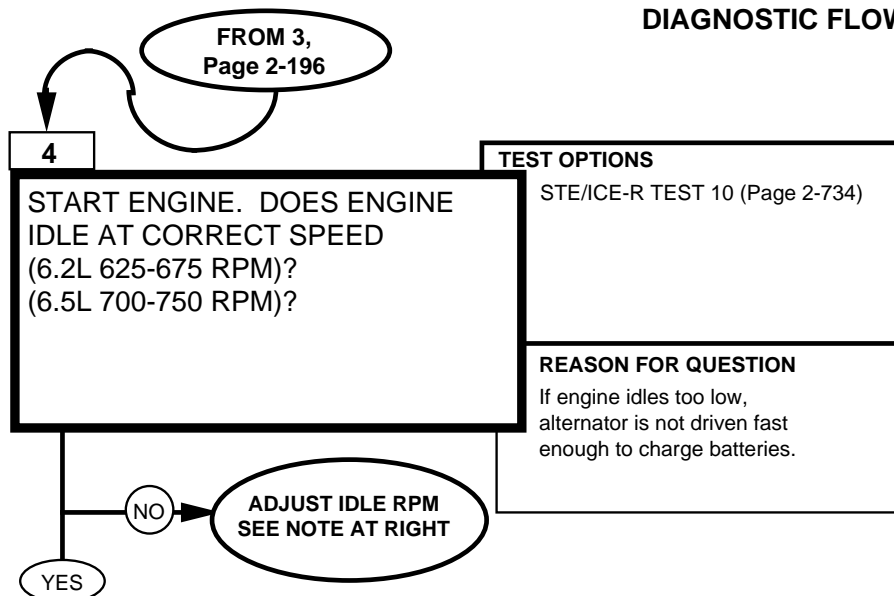 DIAGNOSTIC FLOW
FROM 3,
Page 2-196
4
START ENGINE. DOES ENGINE
IDLE AT CORRECT SPEED
(6.2L 625-675 RPM)?
(6.5L 700-750 RPM)?
TEST OPTIONS
STE/ICE-R TEST 10 (Page 2-734)
REASON FOR QUESTION
If engine idles too low,
alternator is not driven fast
enough to charge batteries.
NO
ADJUST IDLE RPM
SEE NOTE AT RIGHT
YES